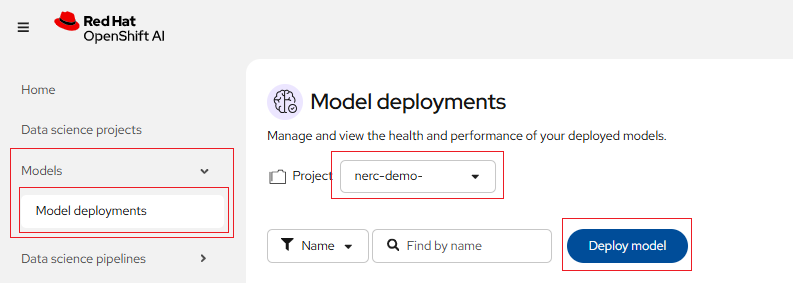 Red Hat
OpenShift AI
Home
Data science projects
Models
Model deployments
Data science pipelines
Model deployments
Manage and view the health and performance of your deployed models.
Project nerc-demo-
Name Find by name Deploy model